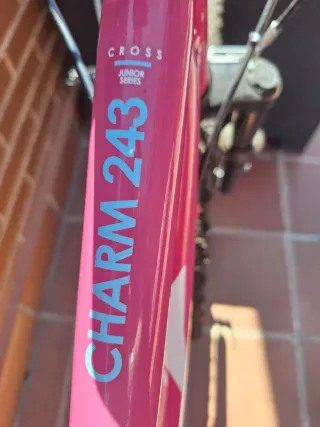 CROSS
JUNIOR
SERIES
CHARM 243